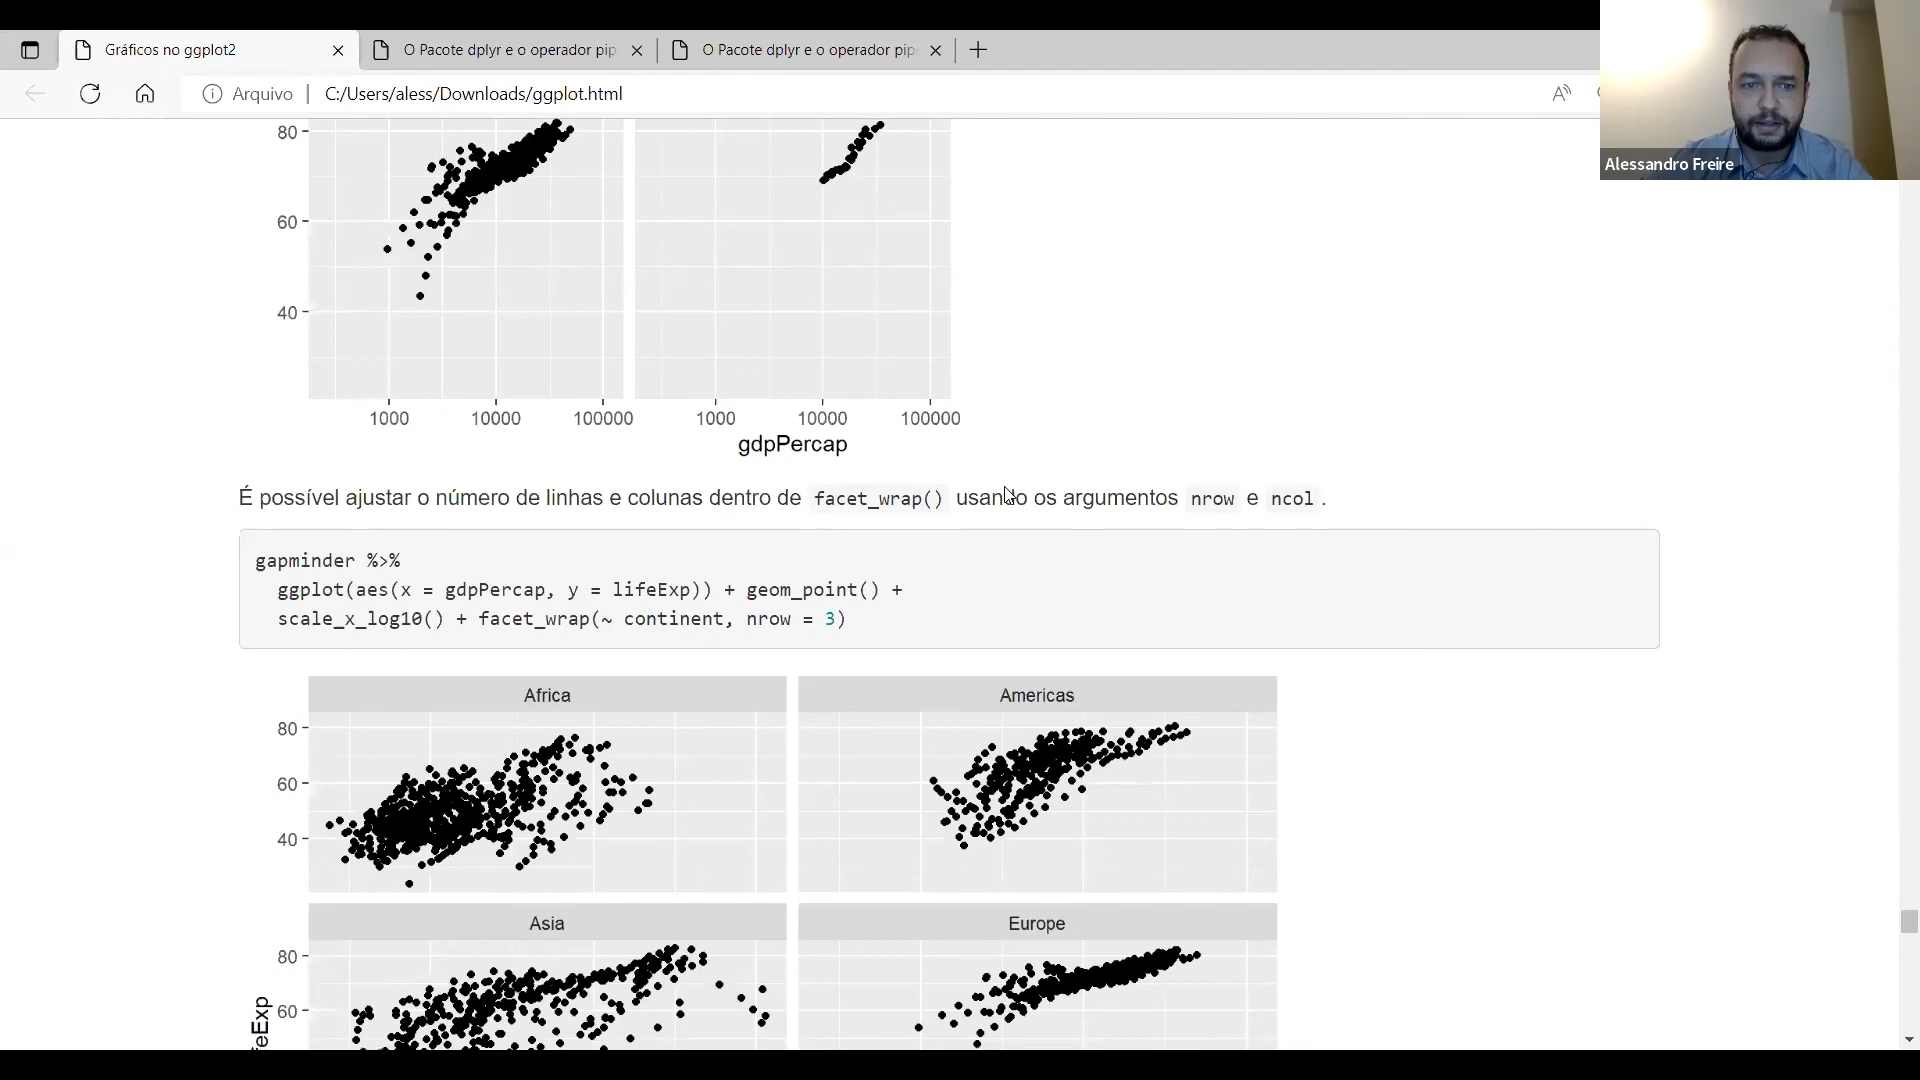 Gráficos no ggplot2
O Pacote dplyr e o operador pip
O Pacote dplyr e o operador pip
Arquivo
C:/Users/aless/Downloads/ggplot.html
Alessandro Freire
80
60
40
1000 10000 100000 1000 10000 100000
gdpPercap
É possível ajustar o número de linhas e colunas dentro de facet_wrap() usando os argumentos nrow e ncol .
gapminder %>%
ggplot(aes(x = gdpPercap, y = lifeExp)) + geom_point() +
scale_x_log10() + facet_wrap(~ continent, nrow = 3)
Africa Americas
80
60
40
Asia Europe
80
60
feExp